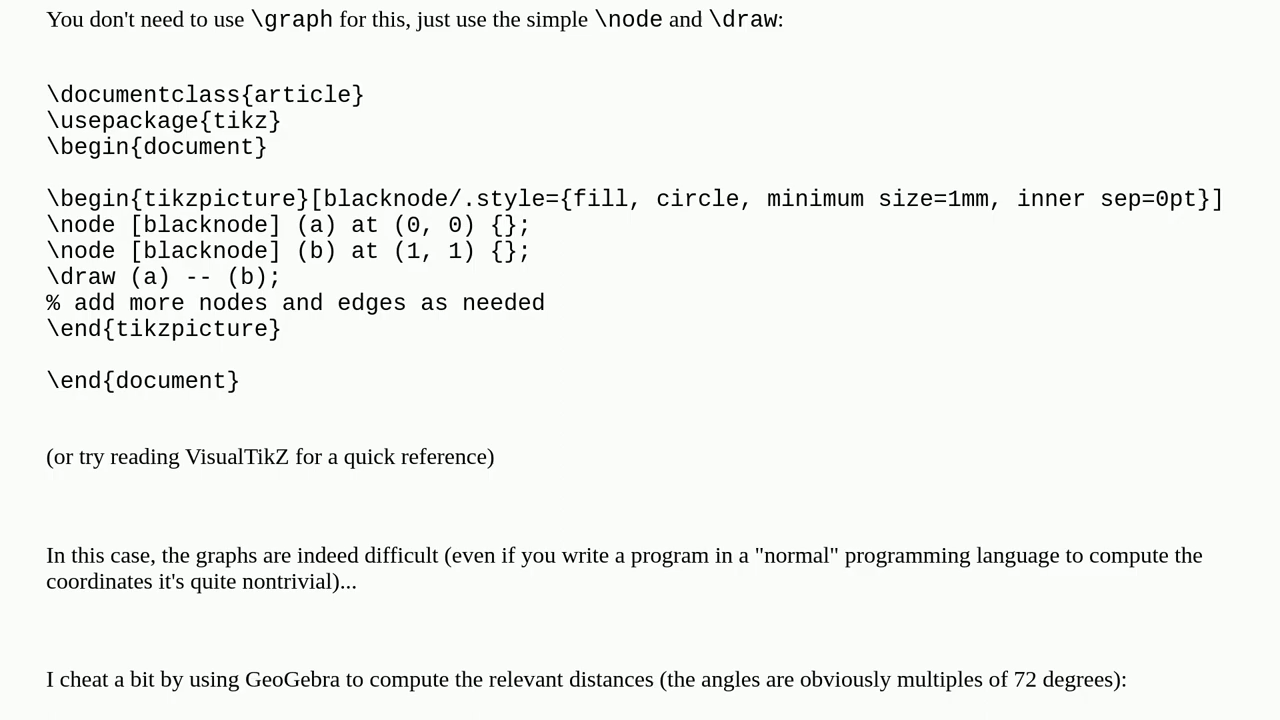 You don't need to use \graph for this, just use the simple \node and \draw:
\documentclass{article}
\usepackage{tikz}
\begin{document}
\begin{tikzpicture}[blacknode/.style={fill, circle, minimum size=1mm, inner sep=0pt}]
\node [blacknode] (a) at (0, 0) {};
\node [blacknode] (b) at (1, 1) {};
\draw (a) -- (b);
% add more nodes and edges as needed
\end{tikzpicture}
\end{document}
(or try reading VisualTikZ for a quick reference)
In this case, the graphs are indeed difficult (even if you write a program in a "normal" programming language to compute the
coordinates it's quite nontrivial)...
I cheat a bit by using GeoGebra to compute the relevant distances (the angles are obviously multiples of 72 degrees):